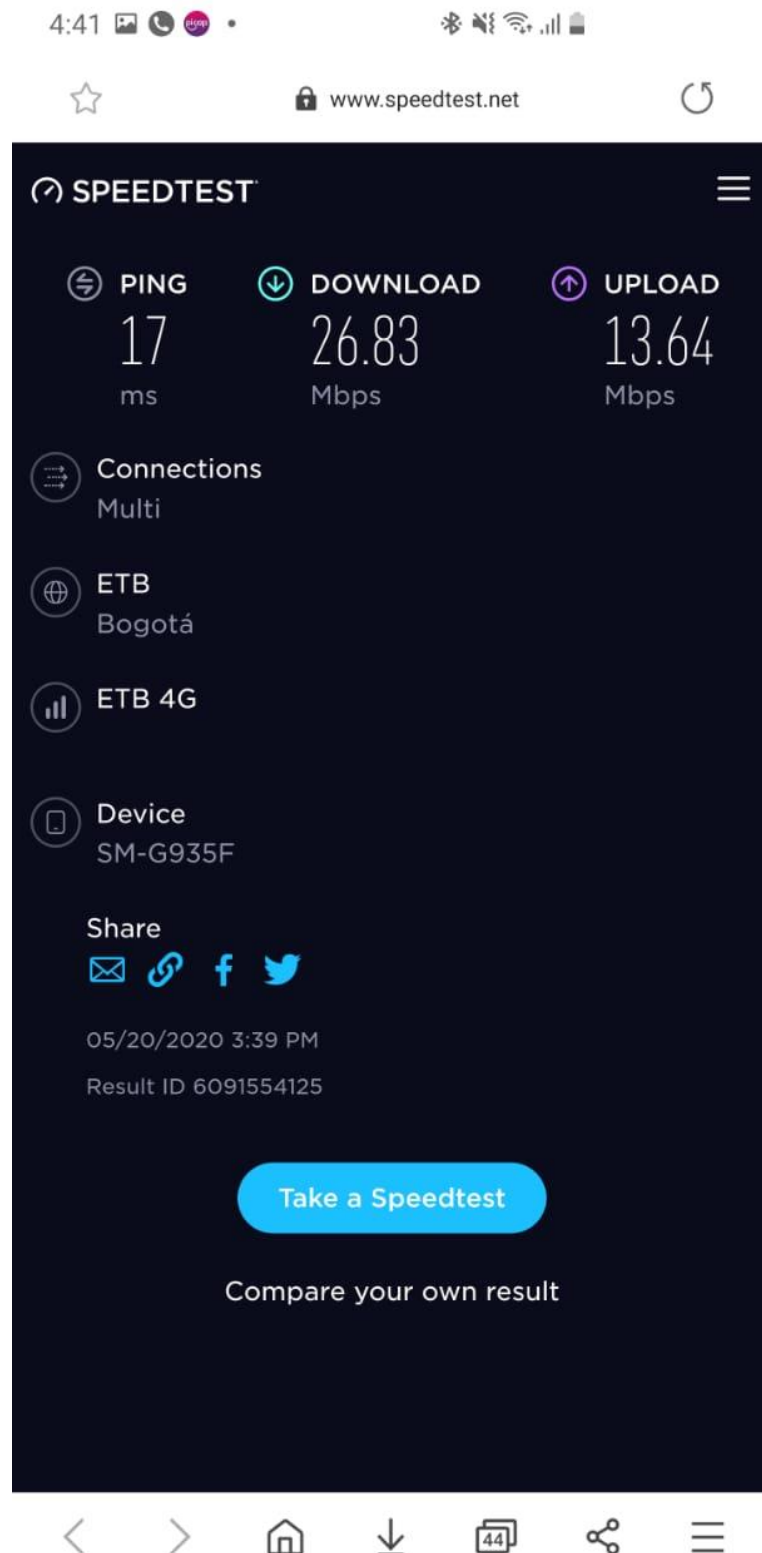 4:41 pigap
www.speedtest.net
SPEEDTEST
PING DOWNLOAD UPLOAD
17 26.83 13.64
ms Mbps Mbps
Connections
Multi
ETB
Bogotá
ETB 4G
Device
SM-G935F
Share
05/20/2020 3:39 PM
Result ID 6091554125
Take a Speedtest
Compare your own result
44